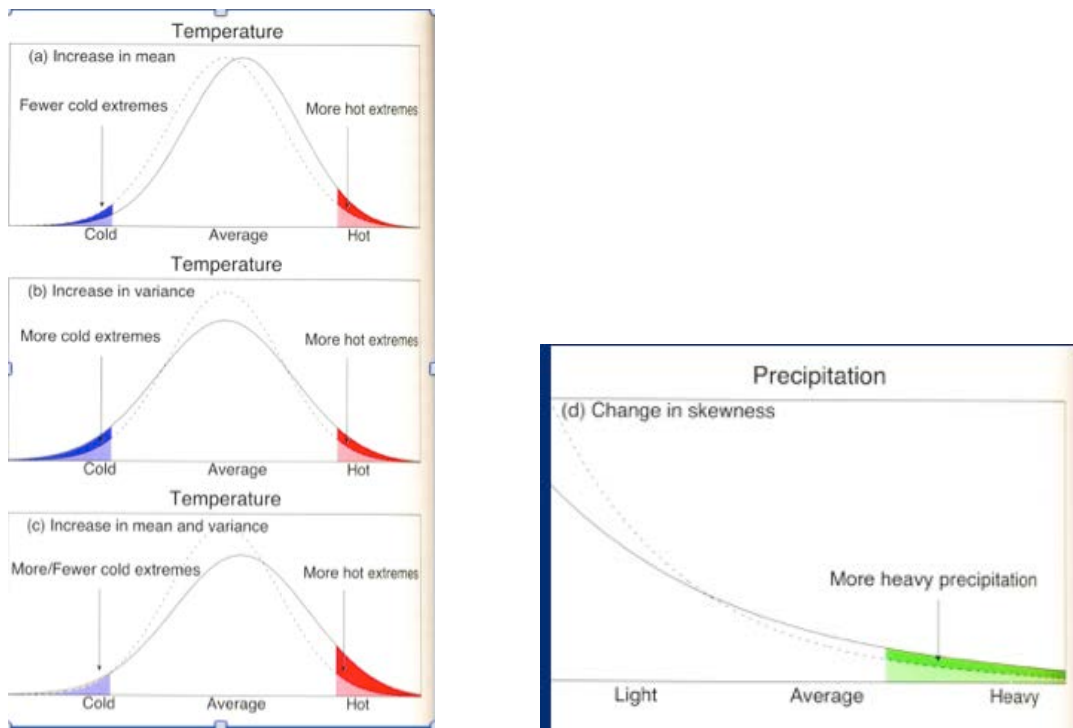 Temperature
(a) Increase in mean
Fewer cold extremes
More hot extremes
Cold Average Hot
Temperature
(b) Increase in variance
More cold extremes
More hot extremes
Cold Average Hot
Temperature
(c) Increase in mean and variance
More/Fewer cold extremes
More hot extremes
Cold Average Hot
Precipitation
(d) Change in skewness
More heavy precipitation
Light Average Heavy